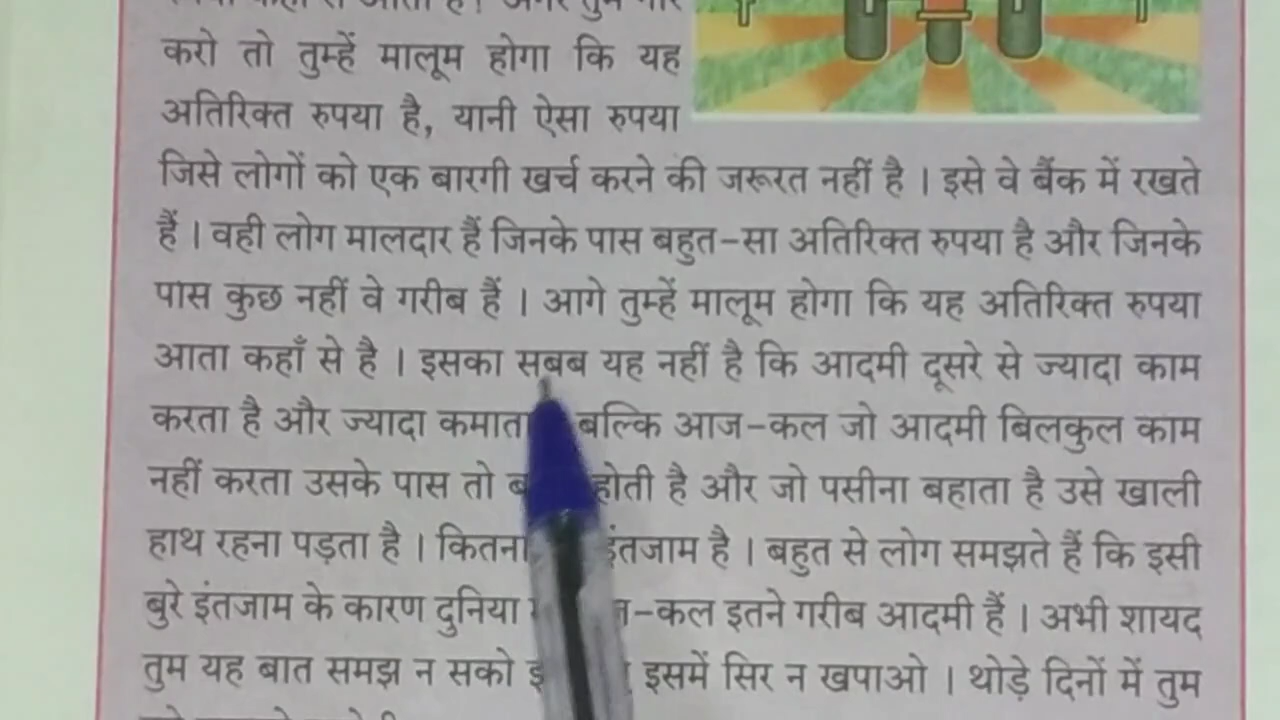 करो तो तुम्हें मालूम होगा कि यह
अतिरिक्त रुपया है, यानी ऐसा रुपया
जिसे लोगों को एक बारगी खर्च करने की जरूरत नहीं है । इसे वे बैंक में रखते
हैं । वही लोग मालदार हैं जिनके पास बहुत-सा अतिरिक्त रुपया है और जिनके
पास कुछ नहीं वे गरीब हैं । आगे तुम्हें मालूम होगा कि यह अतिरिक्त रुपया
आता कहाँ से है । इसका सबब यह नहीं है कि आदमी दूसरे से ज्यादा काम
करता है और ज्यादा बल्कि आज-कल जो आदमी बिलकुल काम
नहीं करता उसके पास तो होती है और जो पसीना बहाता है उसे खाली
हाथ रहना पड़ता है । कितना इंतजाम है । बहुत से लोग समझते हैं कि इसी
बुरे इंतजाम के कारण दुनिया कल इतने गरीब आदमी हैं । अभी शायद
तुम यह बात समझ न सको इसमें सिर न खपाओ । थोड़े दिनों में तुम